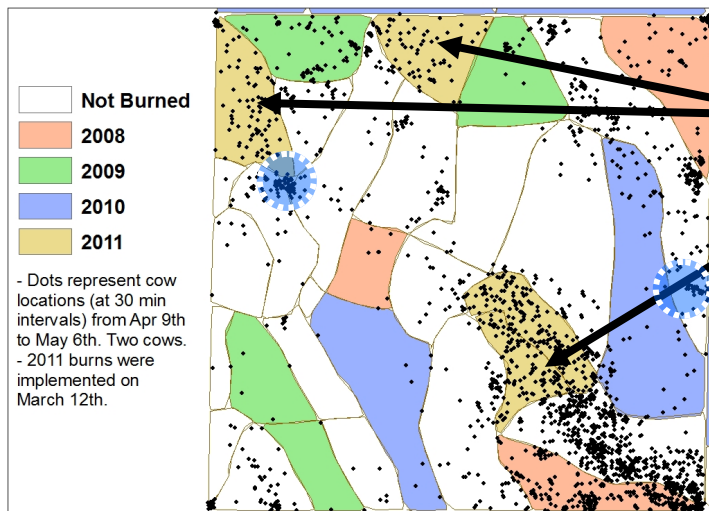 Not Burned
2008
2009
2010
2011
- Dots represent cow
locations (at 30 min
intervals) from Apr 9th
to May 6th. Two cows.
- 2011 burns were
implemented on
March 12th.